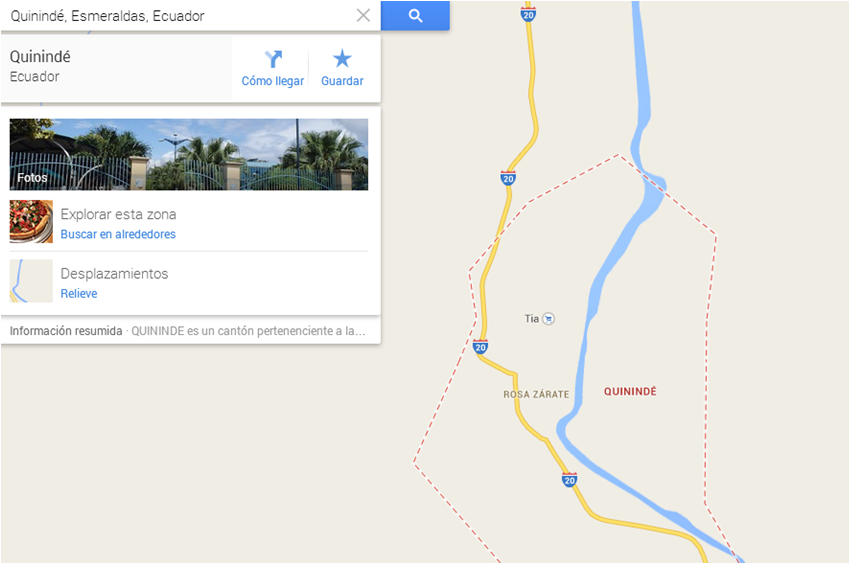 Quinindé, Esmeraldas, Ecuador
Quinindé
Ecuador
Cómo llegar
Guardar
Fotos
Explorar esta zona
Buscar en alrededores
Desplazamientos
Relieve
Información resumida · QUININDE es un cantón pertenenciente a la...
20
20
Tia
20
ROSA ZÁRATE
QUININDÉ
20